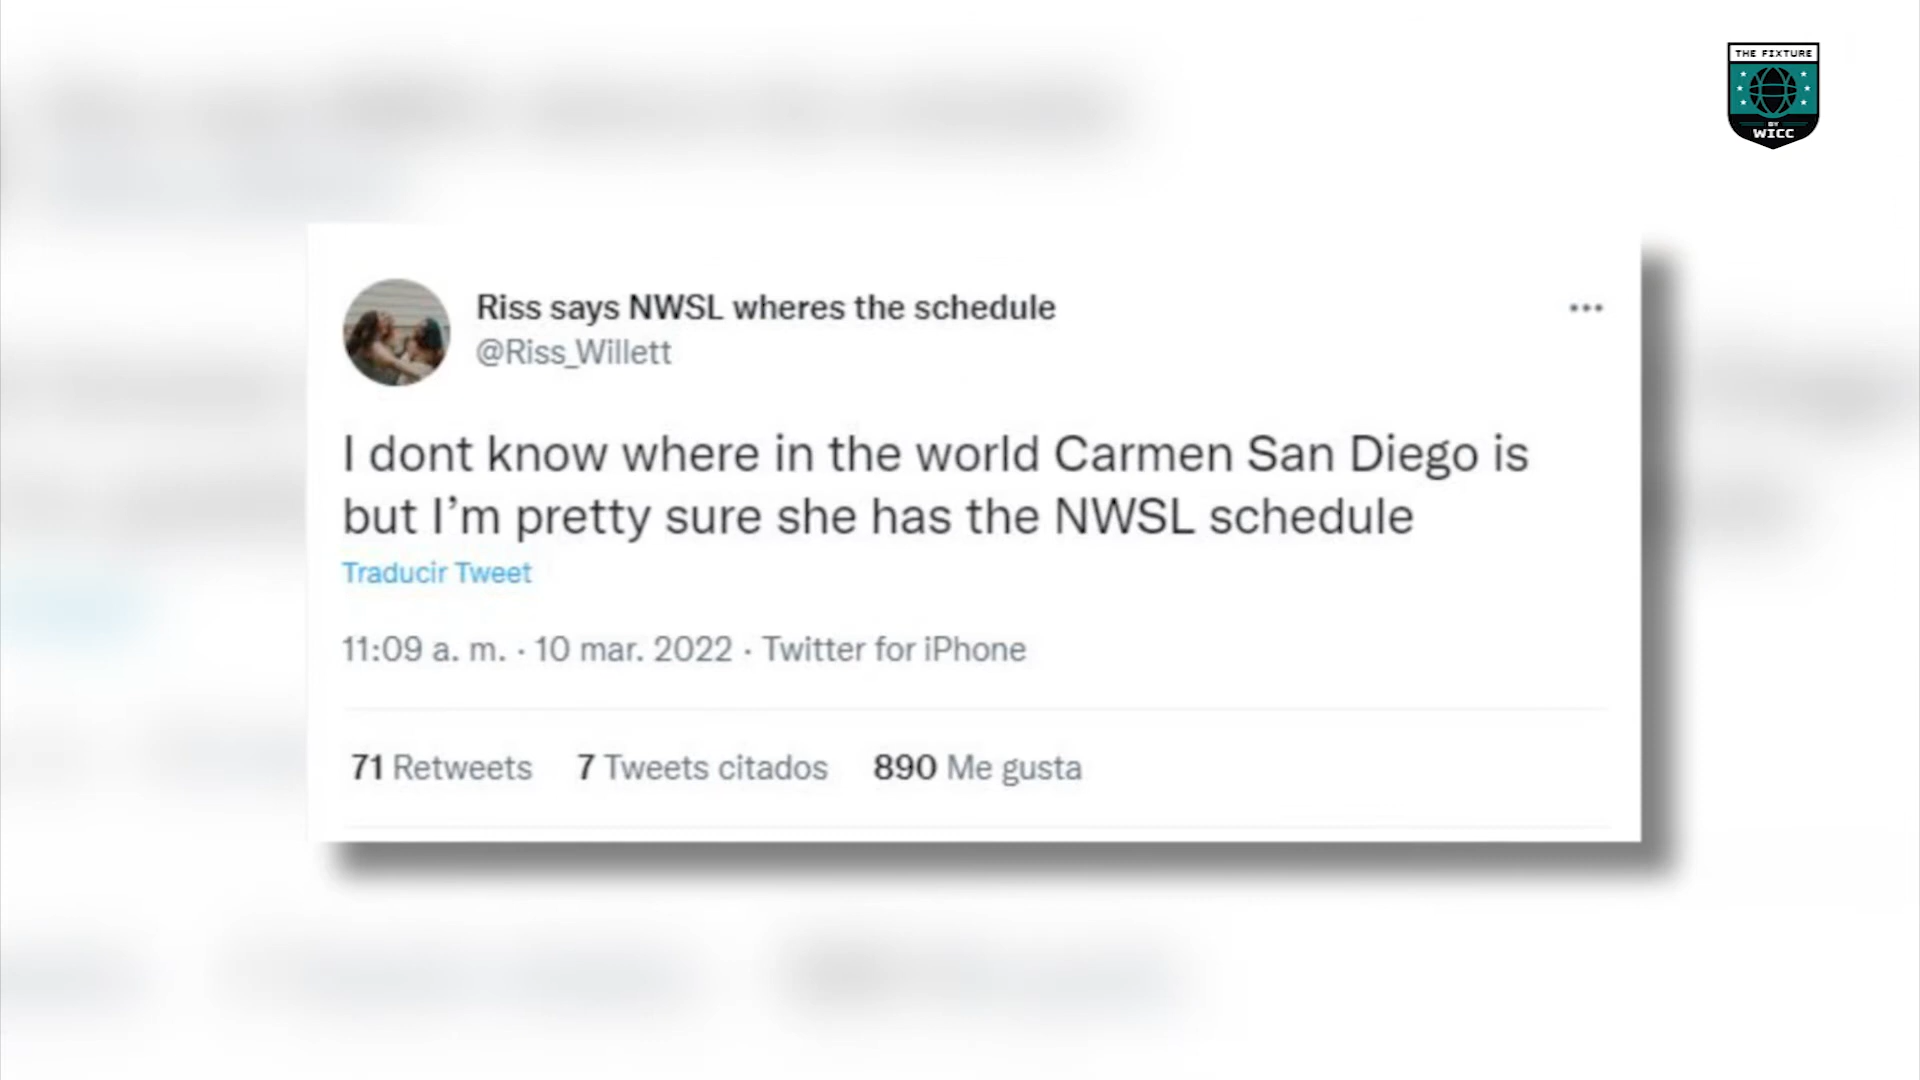 THE FIXTURE
BY
WICC
Riss says NWSL wheres the schedule
@Riss_Willett
I dont know where in the world Carmen San Diego is
but I’m pretty sure she has the NWSL schedule
Traducir Tweet
11:09 a. m. · 10 mar. 2022 · Twitter for iPhone
71 Retweets 7 Tweets citados 890 Me gusta